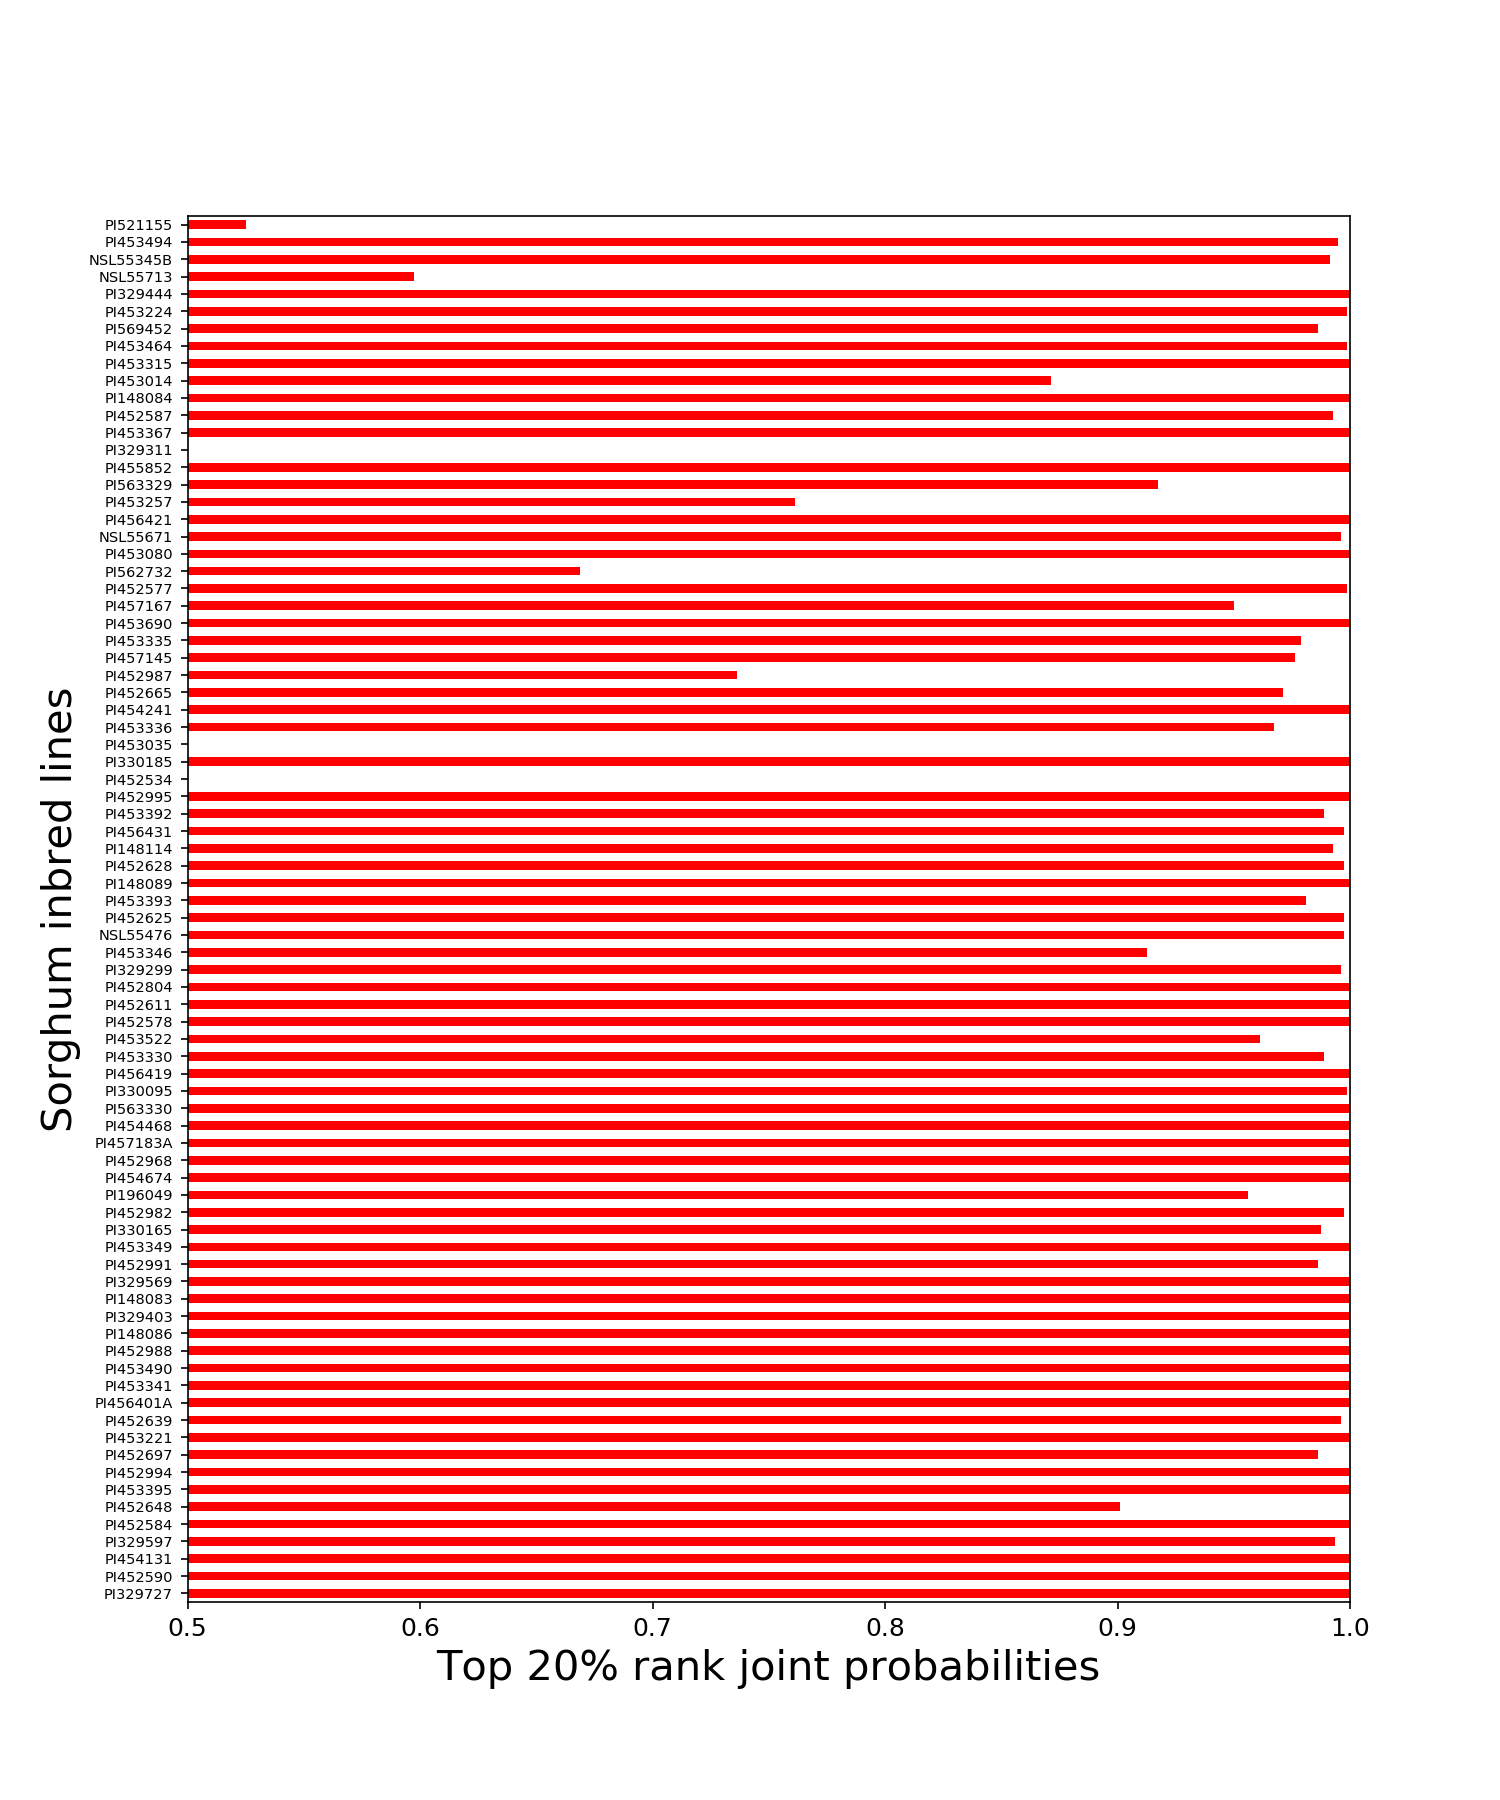 PI521155
PI453494
NSL55345B
NSL55713
PI329444
PI453224
PI569452
PI453464
PI453315
PI453014
PI148084
PI452587
PI453367
PI329311
PI455852
PI563329
PI453257
PI456421
NSL55671
PI453080
PI562732
PI452577
PI457167
PI453690
PI453335
PI457145
PI452987
PI452665
PI454241
PI453336
PI453035
PI330185
PI452534
PI452995
PI453392
PI456431
PI148114
PI452628
PI148089
PI453393
PI452625
NSL55476
PI453346
PI329299
PI452804
PI452611
PI452578
PI453522
PI453330
PI456419
PI330095
PI563330
PI454468
PI457183A
PI452968
PI454674
PI196049
PI452982
PI330165
PI453349
PI452991
PI329569
PI148083
PI329403
PI148086
PI452988
PI453490
PI453341
PI456401A
PI452639
PI453221
PI452697
PI452994
PI453395
PI452648
PI452584
PI329597
PI454131
PI452590
PI329727
Sorghum inbred lines
0.5 0.6 0.7 0.8 0.9 1.0
Top 20% rank joint probabilities